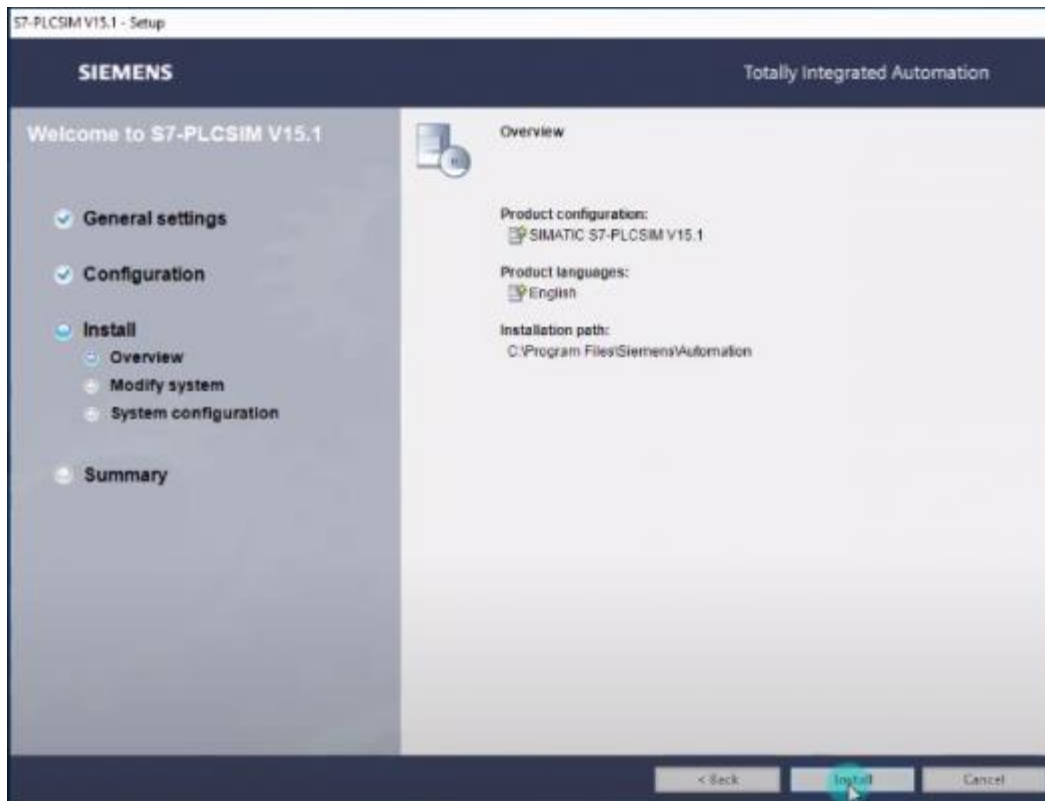 S7-PLCSIM V15.1 - Setup
SIEMENS
Totally Integrated Automation
Welcome to S7-PLCSIM V15.1
General settings
Configuration
Install
Overview
Modify system
System configuration
Summary
Overview
Product configuration:
SIMATIC S7-PLCSIM V15.1
Product languages:
English
Installation path:
C:\Program Files\Siemens\Automation
< Back
Install
Cancel